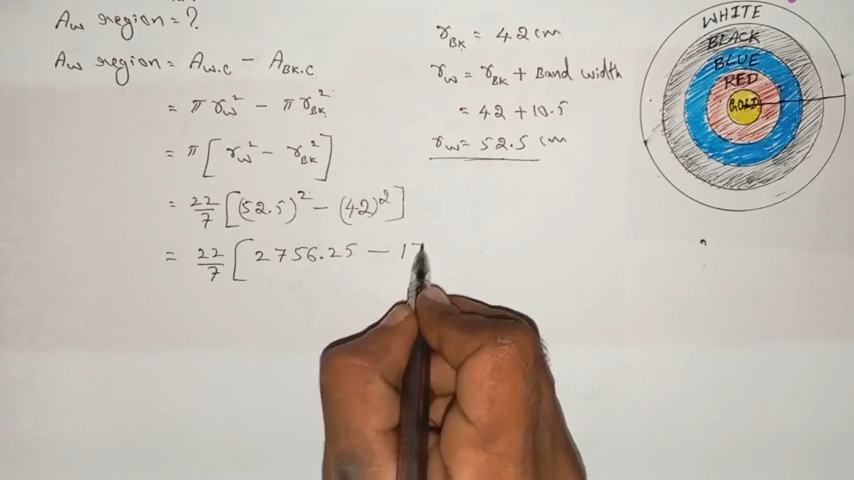 Aw region = ?
Aw region = Aw.c - ABK.C
= π rw² - π rBK²
= π [ rw² - rBK² ]
= 22/7 [(52.5)² - (42)²]
= 22/7 [ 2756.25 - 17
rBK = 42 cm
rw = rBK + Band width
= 42 + 10.5
rw = 52.5 cm
WHITE
BLACK
BLUE
RED
GOLD
?